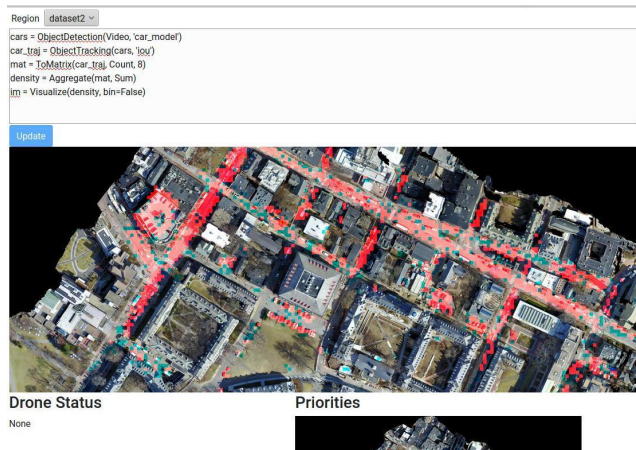 Region dataset2
cars = ObjectDetection(Video, 'car_model')
car_traj = ObjectTracking(cars, 'iou')
mat = ToMatrix(car_traj, Count, 8)
density = Aggregate(mat, Sum)
im = Visualize(density, bin=False)
Update
Drone Status
Priorities
None